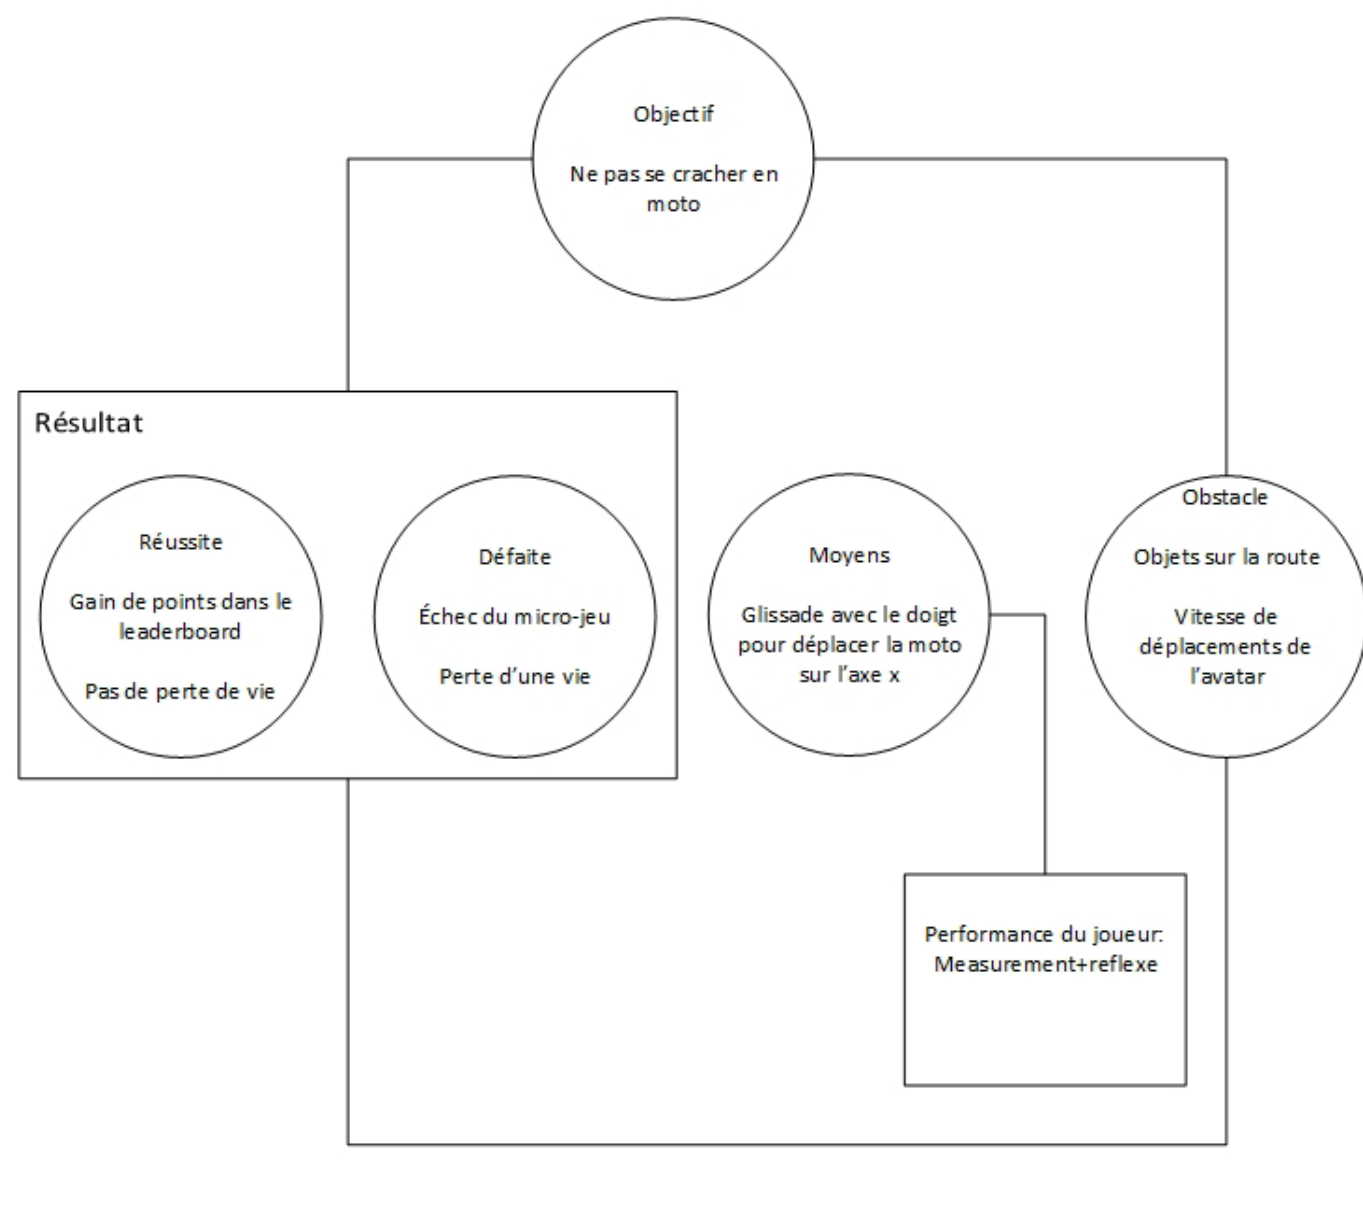 Objectif
Ne pas se cracher en
moto
Résultat
Réussite
Gain de points dans le
leaderboard
Pas de perte de vie
Défaite
Échec du micro-jeu
Perte d’une vie
Moyens
Glissade avec le doigt
pour déplacer la moto
sur l’axe x
Obstacle
Objets sur la route
Vitesse de
déplacements de
l’avatar
Performance du joueur:
Measurement+reflexe